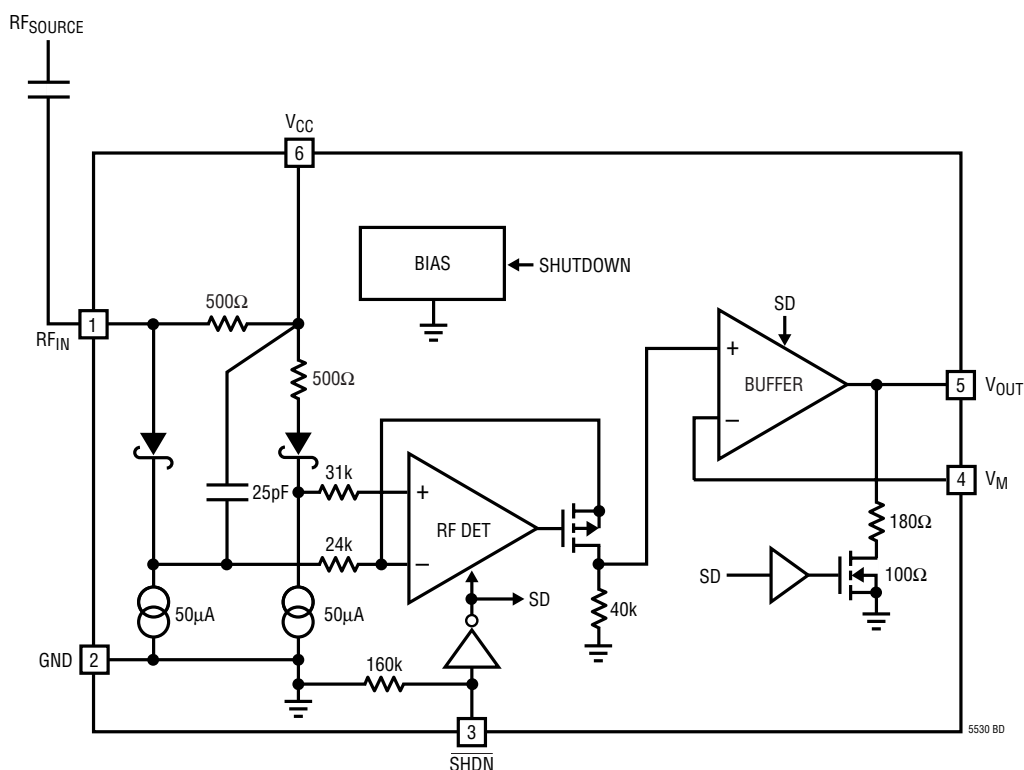 RFSOURCE
VCC
6
BIAS
SHUTDOWN
500Ω
SD
1
RFIN
+
500Ω
BUFFER
5
VOUT
–
31k
4
VM
25pF
+
180Ω
RF DET
24k
–
SD
100Ω
50µA
50µA
SD
40k
GND
2
160k
3
5530 BD
SHDN